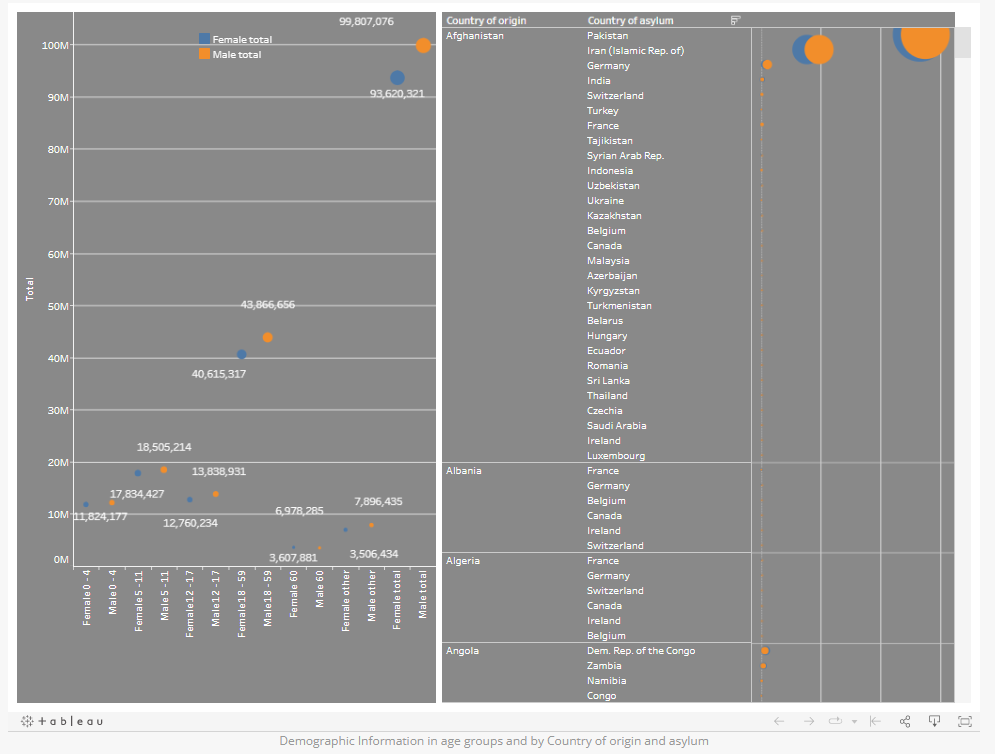 99,807,076
Female total
Male total
100M
93,620,321
90M
80M
70M
60M
Total
43,866,656
50M
40M
40,615,317
30M
18,505,214
20M
13,838,931
17,834,427
7,896,435
6,978,285
11,824,177
10M
12,760,234
3,506,434
3,607,881
0M
Female 0 - 4
Male 0 - 4
Female 5 - 11
Male 5 - 11
Female 12 - 17
Male 12 - 17
Female 18 - 59
Male 18 - 59
Female 60
Male 60
Female other
Male other
Female total
Male total
Country of origin Country of asylum
Afghanistan Pakistan
Iran (Islamic Rep. of)
Germany
India
Switzerland
Turkey
France
Tajikistan
Syrian Arab Rep.
Indonesia
Uzbekistan
Ukraine
Kazakhstan
Belgium
Canada
Malaysia
Azerbaijan
Kyrgyzstan
Turkmenistan
Belarus
Hungary
Ecuador
Romania
Sri Lanka
Thailand
Czechia
Saudi Arabia
Ireland
Luxembourg
Albania France
Germany
Belgium
Canada
Ireland
Switzerland
Algeria France
Germany
Switzerland
Canada
Ireland
Belgium
Angola Dem. Rep. of the Congo
Zambia
Namibia
Congo
+ a b l e a u
Demographic Information in age groups and by Country of origin and asylum